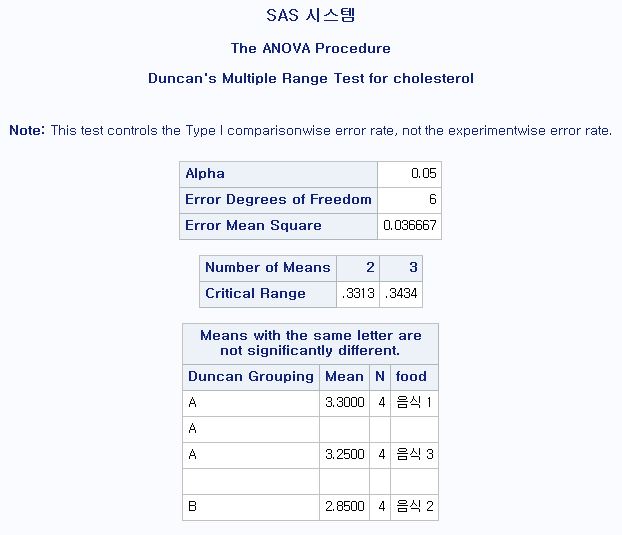 SAS 시스템
The ANOVA Procedure
Duncan's Multiple Range Test for cholesterol
Note: This test controls the Type I comparisonwise error rate, not the experimentwise error rate.
Alpha 0.05
Error Degrees of Freedom 6
Error Mean Square 0.036667
Number of Means 2 3
Critical Range .3313 .3434
Means with the same letter are
not significantly different.
Duncan Grouping Mean N food
A 3.3000 4 음식 1
A
A 3.2500 4 음식 3
B 2.8500 4 음식 2